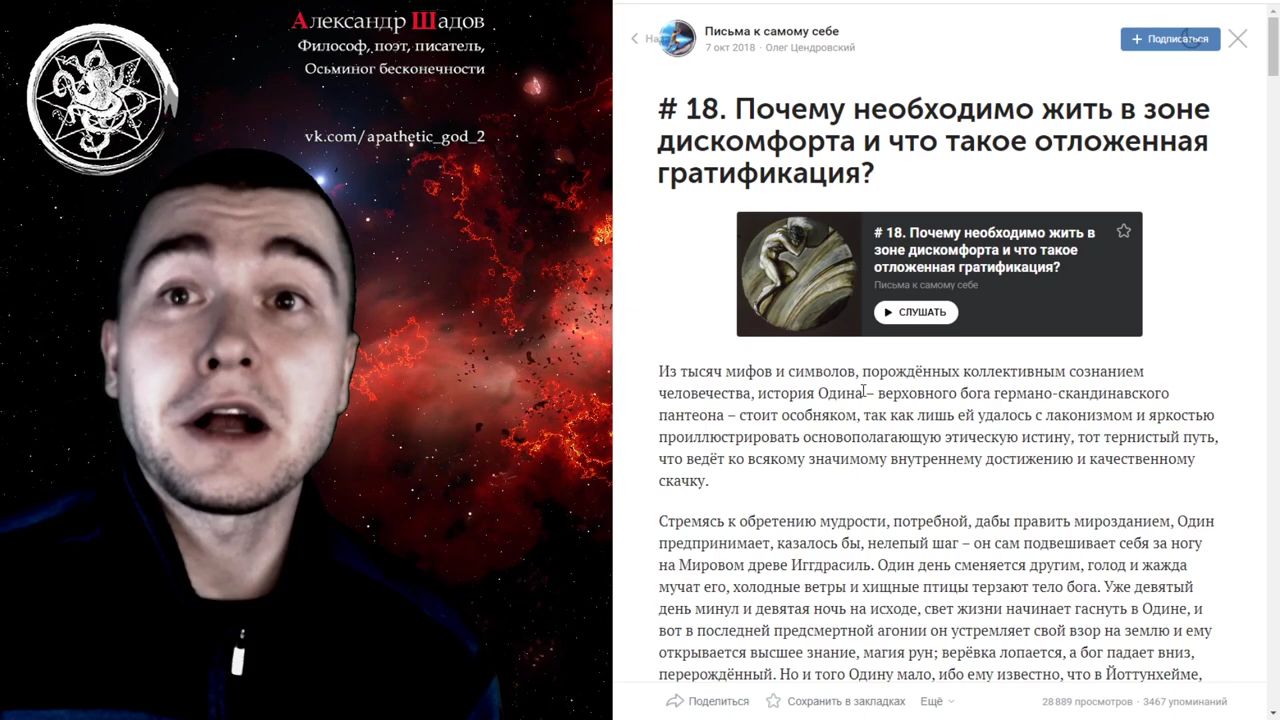 Александр Шадов
Философ, поэт, писатель,
Осьминог бесконечности
vk.com/apathetic_god_2
Письма к самому себе
7 окт 2018 · Олег Цендровский
Подписаться
# 18. Почему необходимо жить в зоне
дискомфорта и что такое отложенная
гратификация?
# 18. Почему необходимо жить в
зоне дискомфорта и что такое
отложенная гратификация?
Письма к самому себе
СЛУШАТЬ
Из тысяч мифов и символов, порождённых коллективным сознанием
человечества, история Одина – верховного бога германо-скандинавского
пантеона – стоит особняком, так как лишь ей удалось с лаконизмом и яркостью
проиллюстрировать основополагающую этическую истину, тот тернистый путь,
что ведёт ко всякому значимому внутреннему достижению и качественному
скачку.
Стремясь к обретению мудрости, потребной, дабы править мирозданием, Один
предпринимает, казалось бы, нелепый шаг – он сам подвешивает себя за ногу
на Мировом древе Иггдрасиль. Один день сменяется другим, голод и жажда
мучат его, холодные ветры и хищные птицы терзают тело бога. Уже девятый
день минул и девятая ночь на исходе, свет жизни начинает гаснуть в Одине, и
вот в последней предсмертной агонии он устремляет свой взор на землю и ему
открывается высшее знание, магия рун; верёвка лопается, а бог падает вниз,
перерождённый. Но и того Одину мало, ибо ему известно, что в Йоттунхейме,
Поделиться
Сохранить в закладках
Ещё
28 889 просмотров · 3467 упоминаний